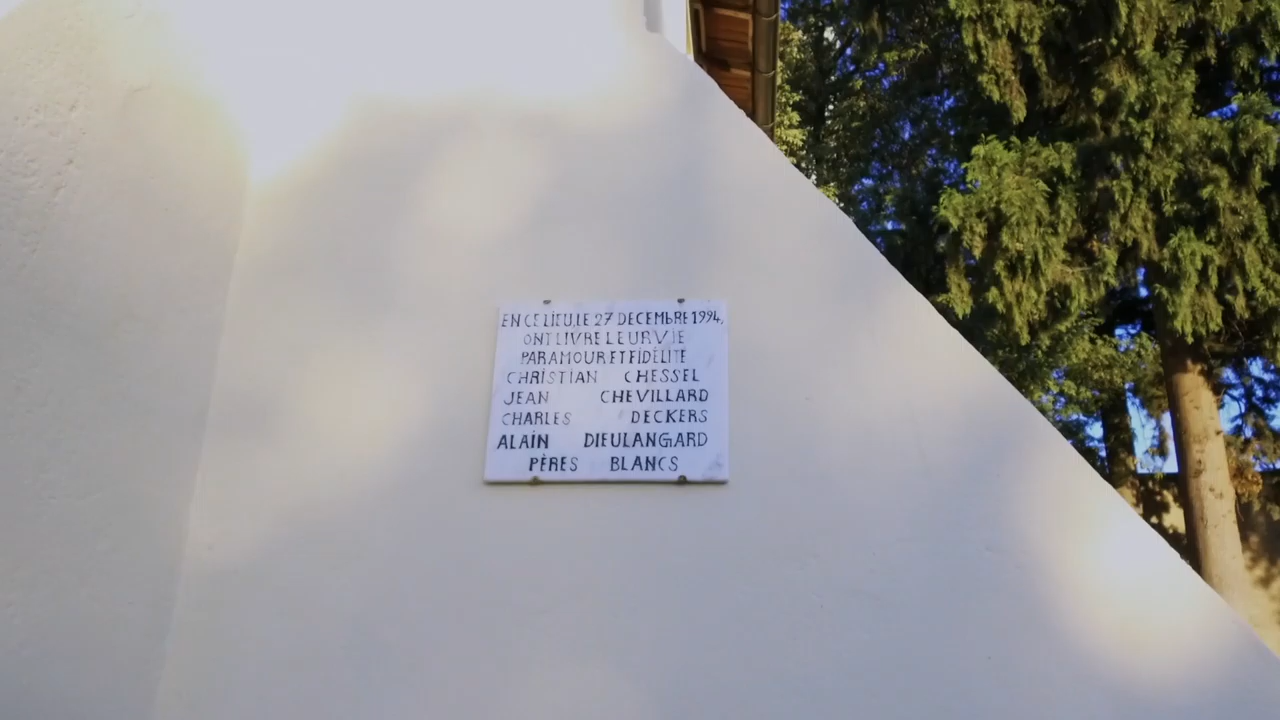 EN CE LIEU, LE 27 DECEMBRE 1994,
ONT LIVRE LEUR VIE
PAR AMOUR ET FIDÉLITE
CHRISTIAN CHESSEL
JEAN CHEVILLARD
CHARLES DECKERS
ALAIN DIEULANGARD
PÈRES BLANCS